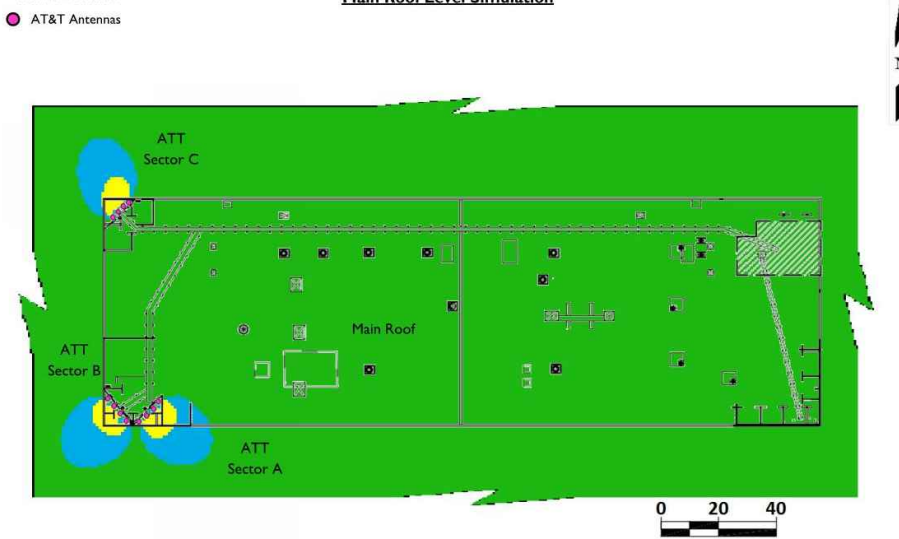 Main Roof Level Simulation
AT&T Antennas
N
ATT
Sector C
Main Roof
ATT
Sector B
ATT
Sector A
0 20 40